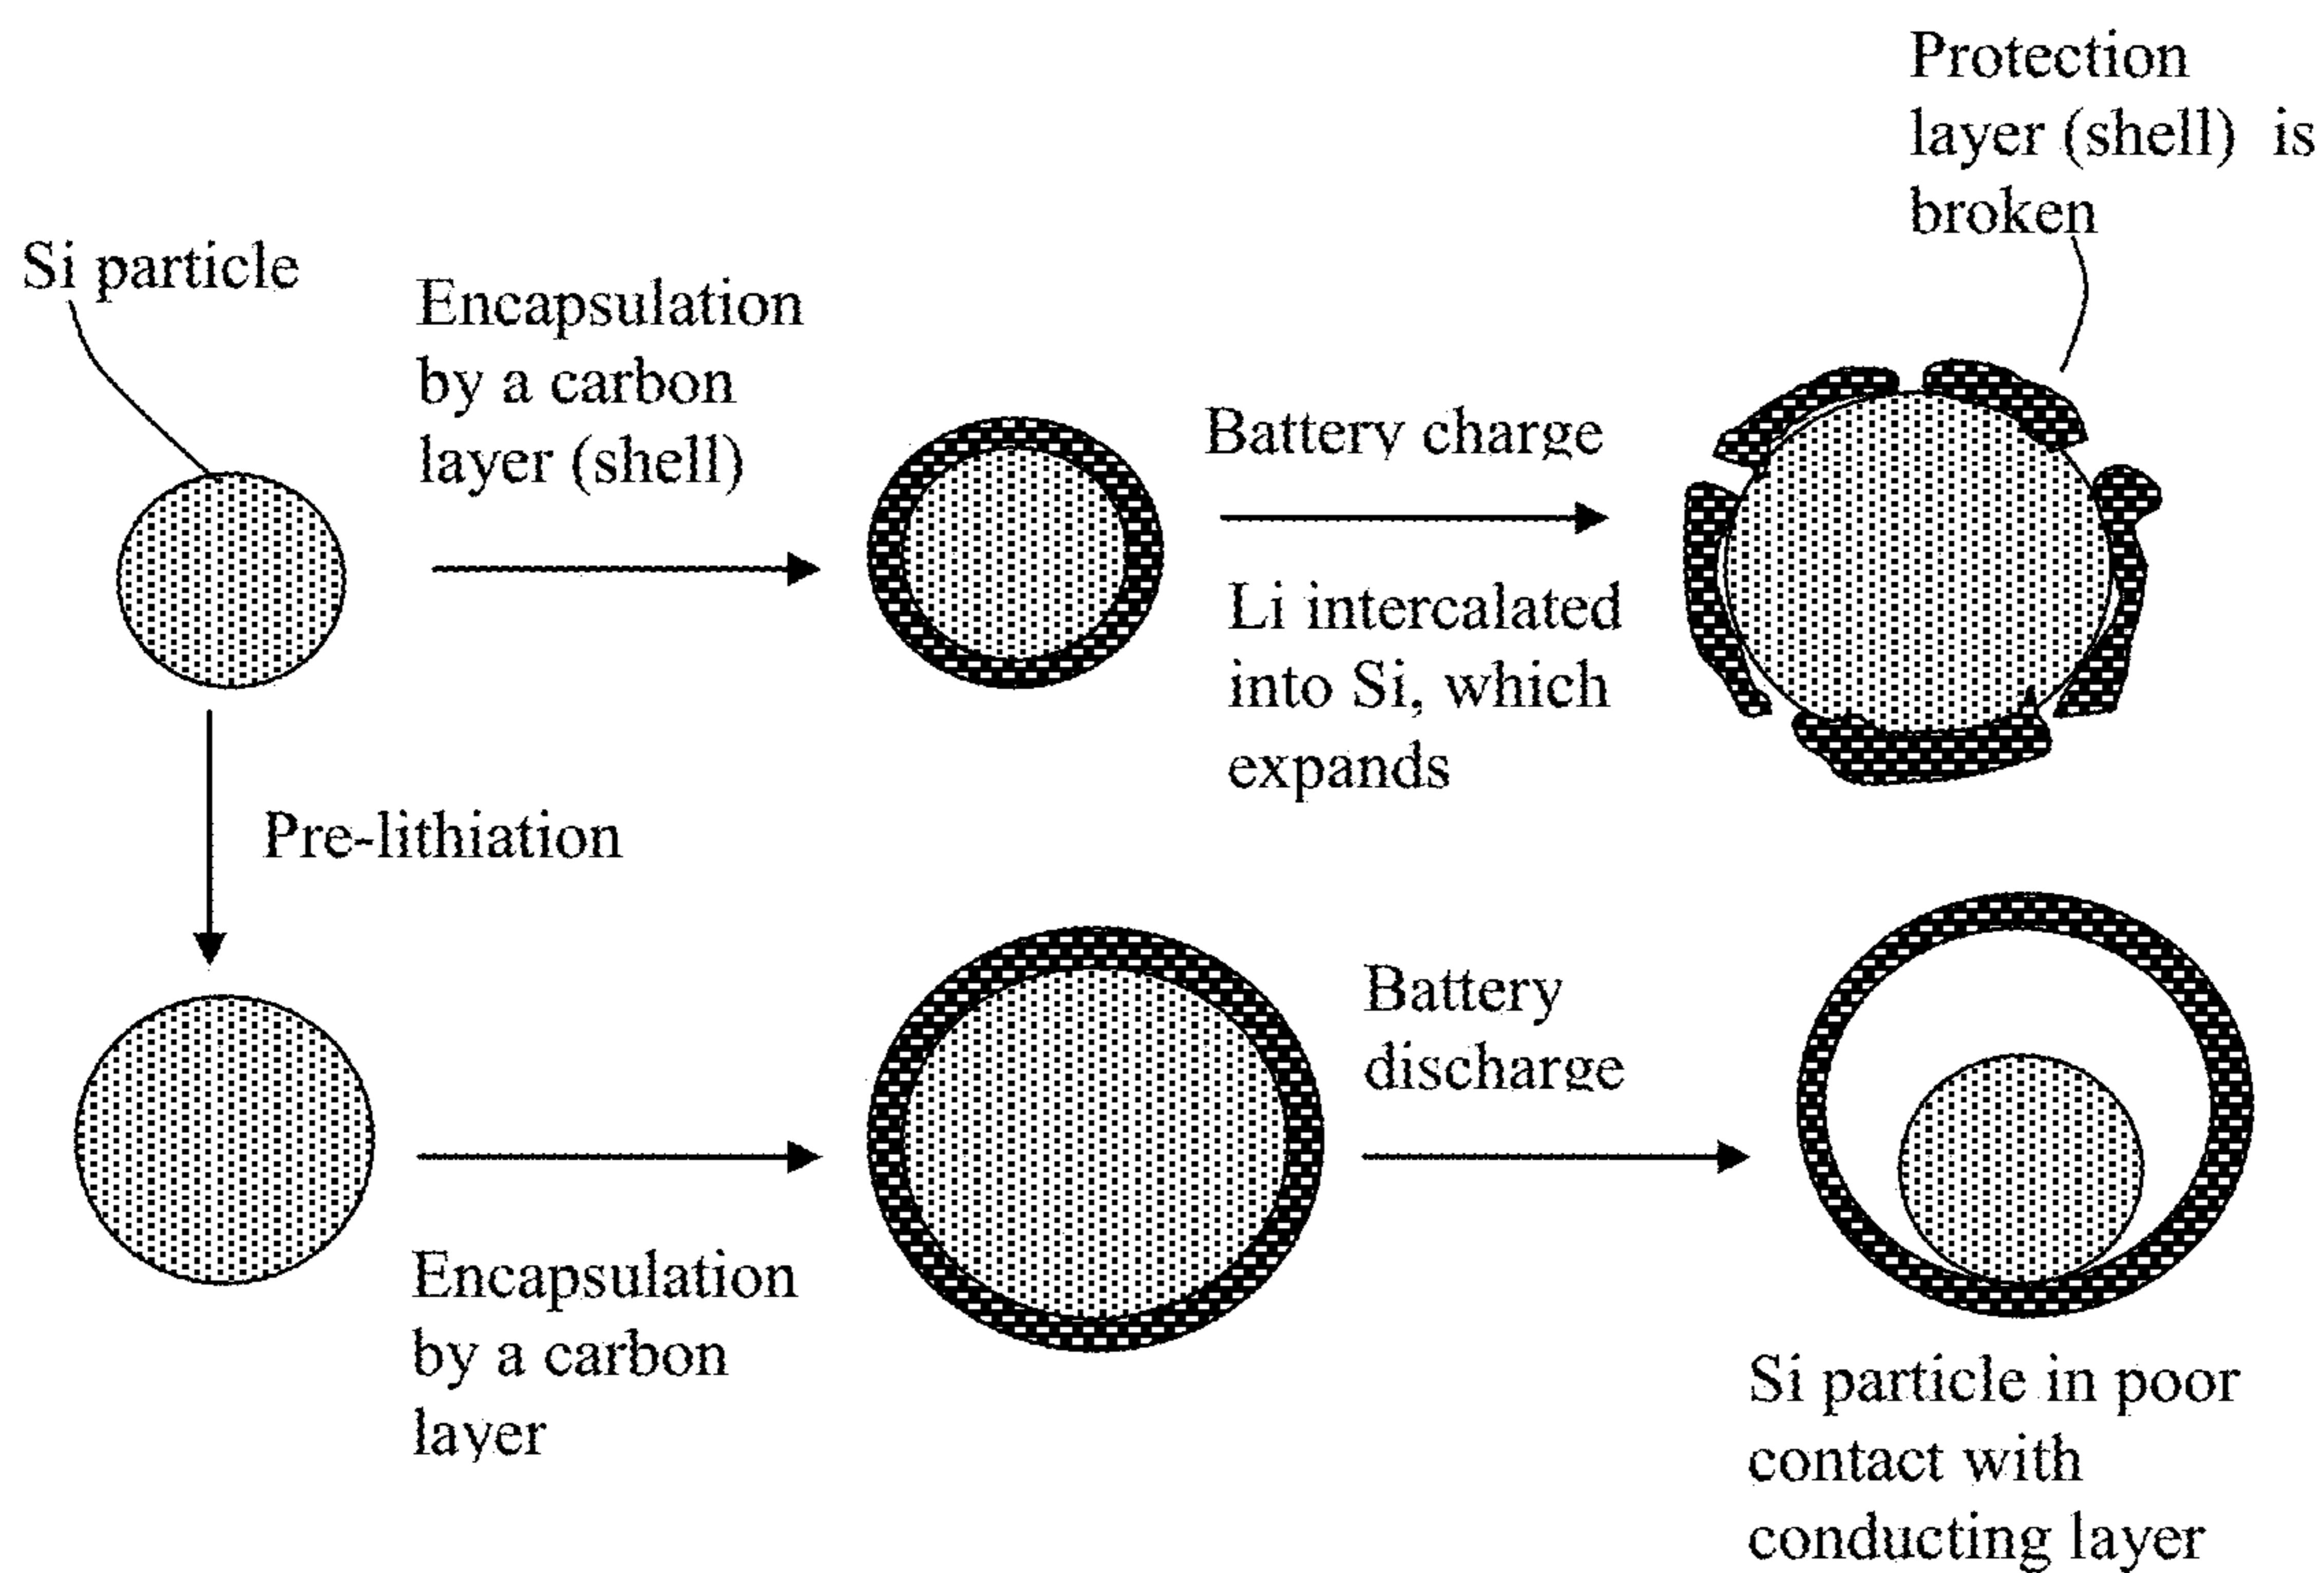 Protection
layer (shell) is
broken
Si particle
Encapsulation
by a carbon
layer (shell)
Battery charge
Li intercalated
into Si, which
expands
Pre-lithiation
Battery
discharge
Encapsulation
by a carbon
layer
Si particle in poor
contact with
conducting layer